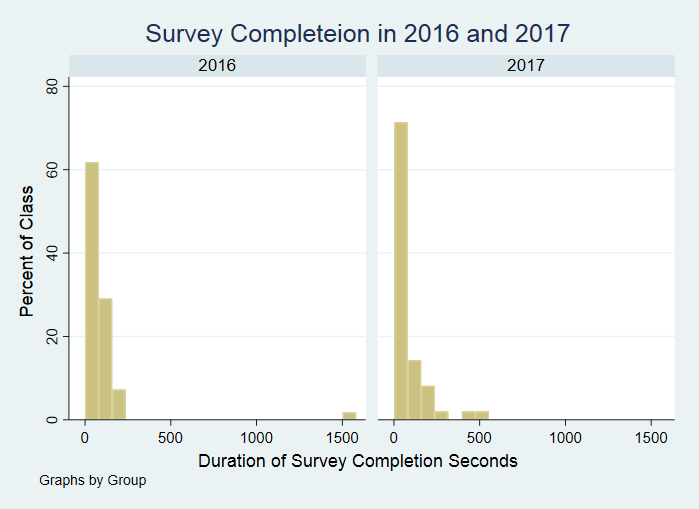 Survey Completeion in 2016 and 2017
2016
2017
Percent of Class
80
60
40
20
0
0 500 1000 1500
0 500 1000 1500
Duration of Survey Completion Seconds
Graphs by Group